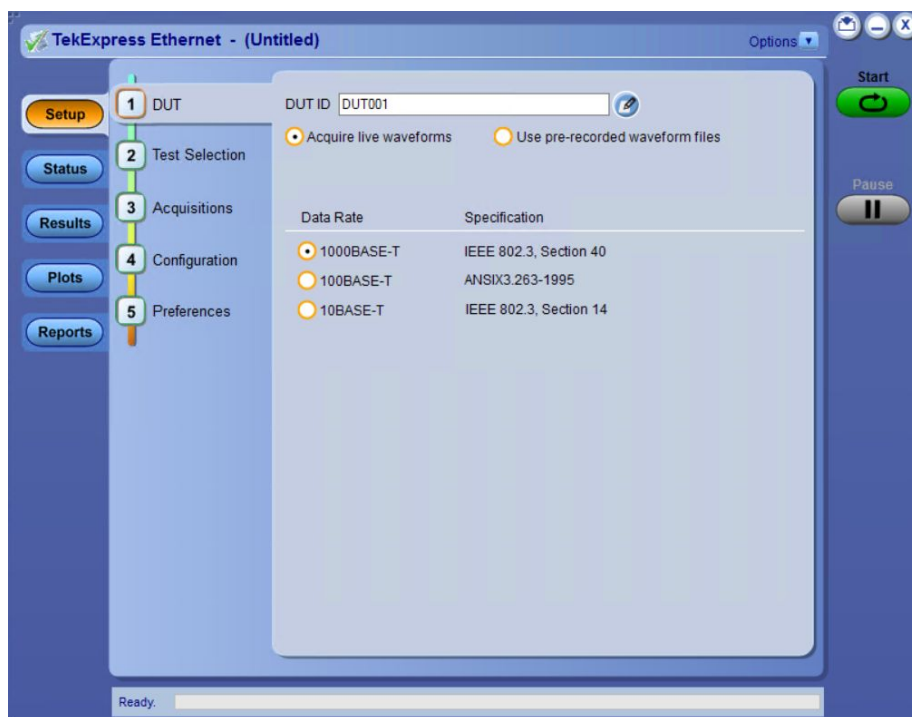 TekExpress Ethernet - (Untitled)
Options
Start
Setup
Status
Results
Plots
Reports
1 DUT
2 Test Selection
3 Acquisitions
4 Configuration
5 Preferences
DUT ID DUT001
Acquire live waveforms Use pre-recorded waveform files
Data Rate Specification
1000BASE-T IEEE 802.3, Section 40
100BASE-T ANSIX3.263-1995
10BASE-T IEEE 802.3, Section 14
Pause
Ready.